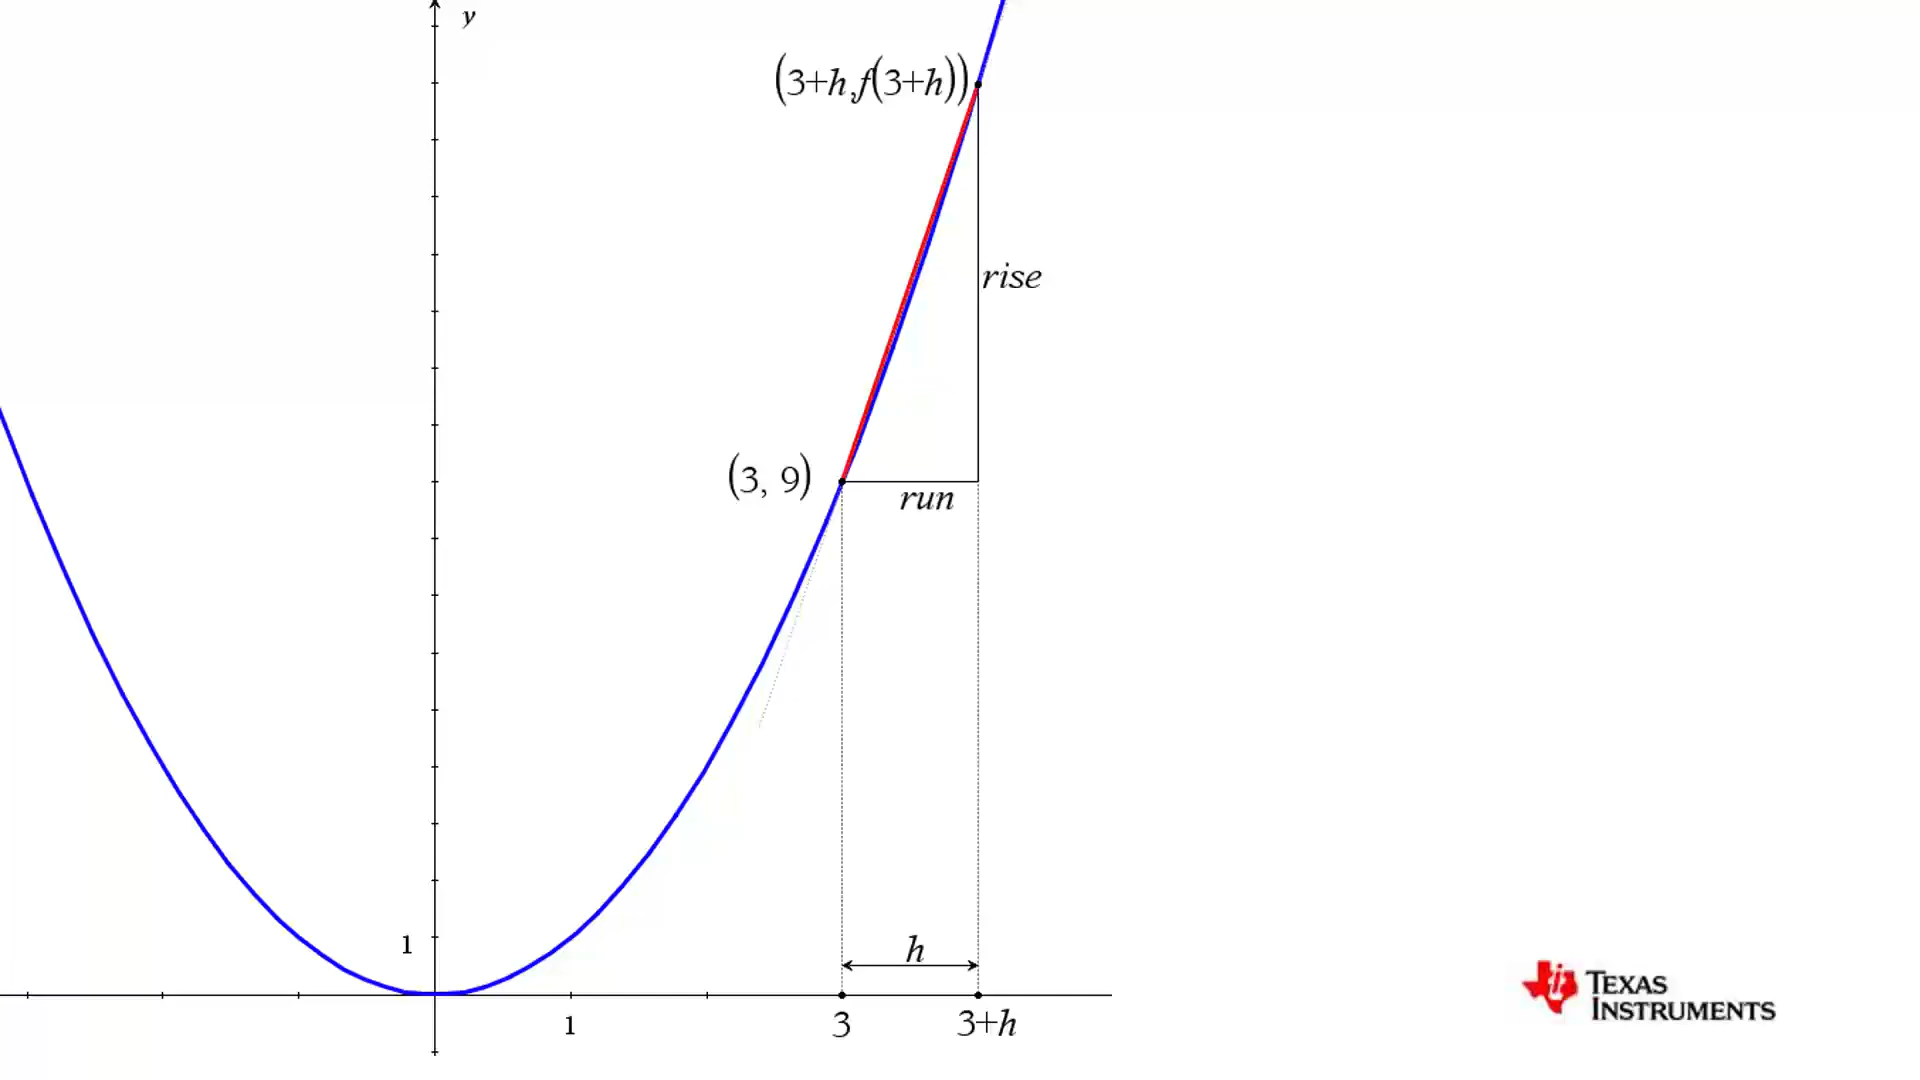 y
(3+h,f(3+h))
rise
(3, 9)
run
1
h
1
3
3+h
TEXAS
INSTRUMENTS